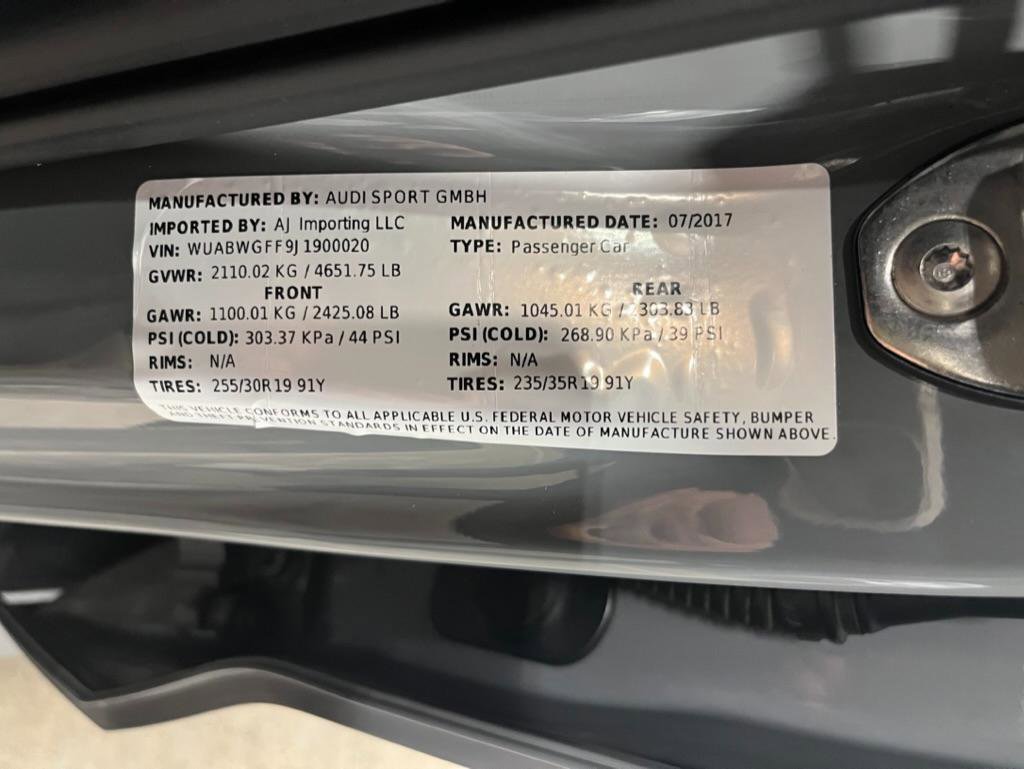 MANUFACTURED BY: AUDI SPORT GMBH
IMPORTED BY: AJ Importing LLC MANUFACTURED DATE: 07/2017
VIN: WUABWGFF9J1900020 TYPE: Passenger Car
GVWR: 2110.02 KG / 4651.75 LB
FRONT REAR
GAWR: 1100.01 KG / 2425.08 LB GAWR: 1045.01 KG / 2303.83 LB
PSI (COLD): 303.37 KPa / 44 PSI PSI (COLD): 268.90 KPa / 39 PSI
RIMS: N/A RIMS: N/A
TIRES: 255/30R19 91Y TIRES: 235/35R19 91Y
THIS VEHICLE CONFORMS TO ALL APPLICABLE U.S. FEDERAL MOTOR VEHICLE SAFETY, BUMPER
AND THEFT PREVENTION STANDARDS IN EFFECT ON THE DATE OF MANUFACTURE SHOWN ABOVE.